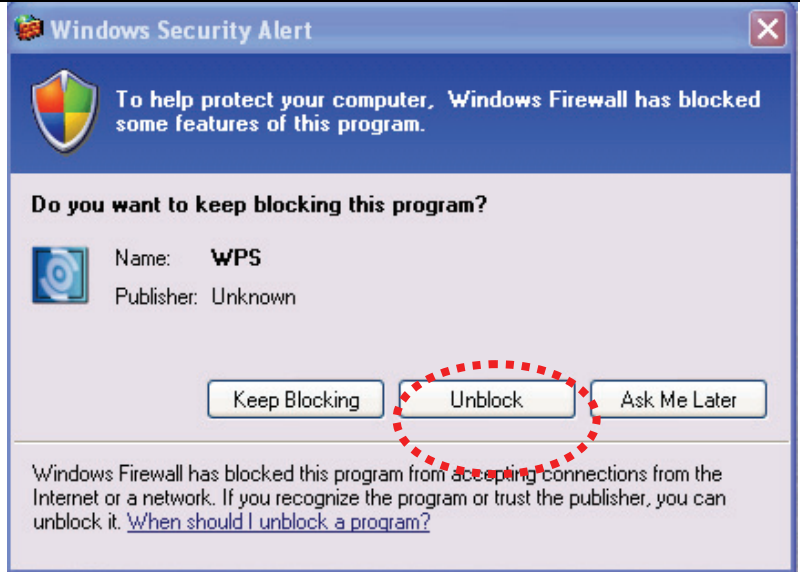 Windows Security Alert
To help protect your computer, Windows Firewall has blocked
some features of this program.
Do you want to keep blocking this program?
Name: WPS
Publisher: Unknown
Keep Blocking Unblock Ask Me Later
Windows Firewall has blocked this program from accepting connections from the
Internet or a network. If you recognize the program or trust the publisher, you can
unblock it. When should I unblock a program?